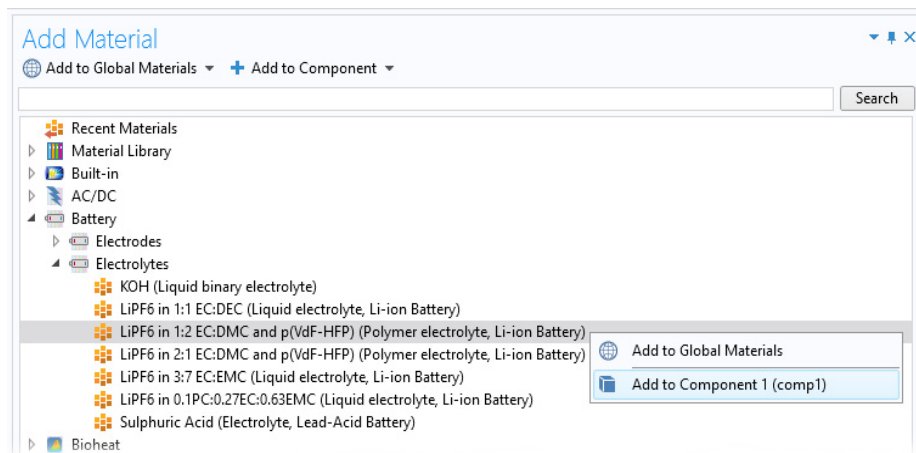 Add Material
Add to Global Materials Add to Component
Search
Recent Materials
Material Library
Built-in
AC/DC
Battery
Electrodes
Electrolytes
KOH (Liquid binary electrolyte)
LiPF6 in 1:1 EC:DEC (Liquid electrolyte, Li-ion Battery)
LiPF6 in 1:2 EC:DMC and p(VdF-HFP) (Polymer electrolyte, Li-ion Battery)
Add to Global Materials
LiPF6 in 2:1 EC:DMC and p(VdF-HFP) (Polymer electrolyte, Li-ion Battery)
LiPF6 in 3:7 EC:EMC (Liquid electrolyte, Li-ion Battery)
Add to Component 1 (comp1)
LiPF6 in 0.1PC:0.27EC:0.63EMC (Liquid electrolyte, Li-ion Battery)
Sulphuric Acid (Electrolyte, Lead-Acid Battery)
Bioheat